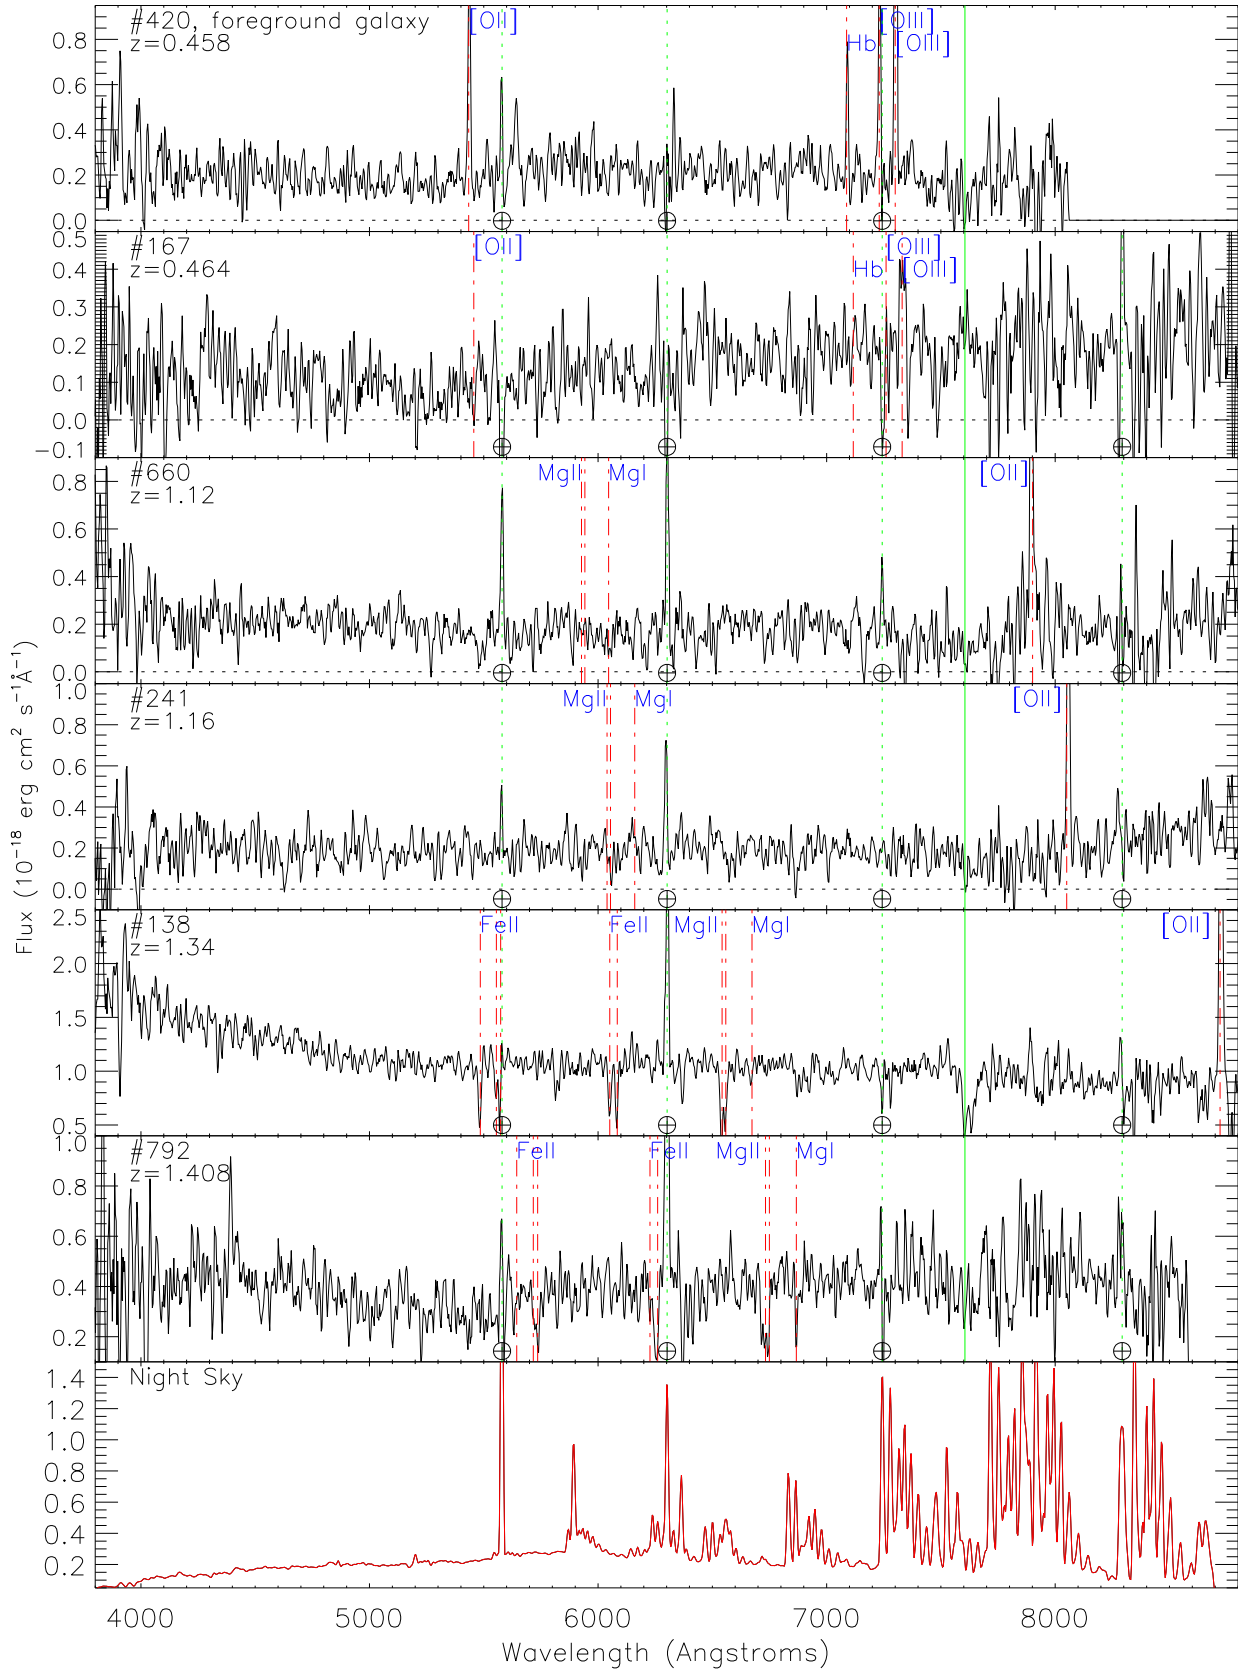 #420, foreground galaxy
z=0.458
[OII]
Hb
[OIII]
[OIII]
0.8
0.6
0.4
0.2
0.0
#167
z=0.464
[OII]
Hb
[OIII]
[OIII]
0.5
0.4
0.3
0.2
0.1
0.0
−0.1
#660
z=1.12
MgII
MgI
[OII]
0.8
0.6
0.4
0.2
0.0
#241
z=1.16
MgII
MgI
[OII]
1.0
0.8
0.6
0.4
0.2
0.0
#138
z=1.34
FeII
FeII
MgII
MgI
[OII]
2.5
2.0
1.5
1.0
0.5
#792
z=1.408
FeII
FeII
MgII
MgI
1.0
0.8
0.6
0.4
0.2
Night Sky
1.4
1.2
1.0
0.8
0.6
0.4
0.2
Flux (10⁻¹⁸ erg cm² s⁻¹Å⁻¹)
4000 5000 6000 7000 8000
Wavelength (Angstroms)